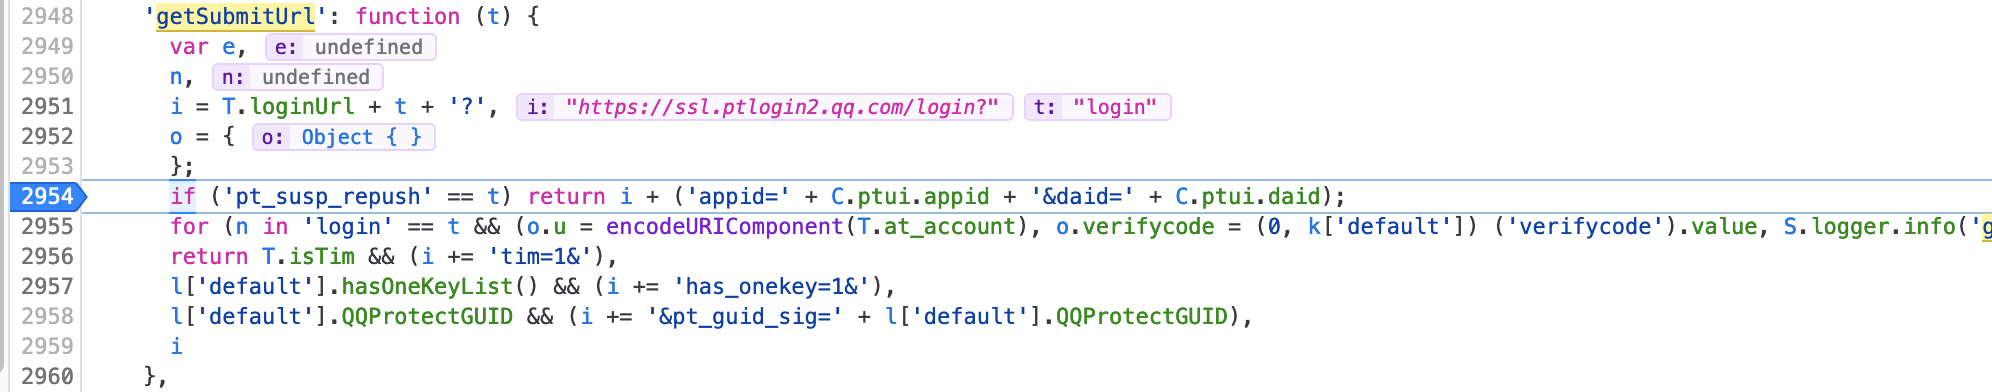 2948 'getSubmitUrl': function (t) {
2949 var e, e: undefined
2950 n, n: undefined
2951 i = T.loginUrl + t + '?', i: "https://ssl.ptlogin2.qq.com/login?" t: "login"
2952 o = { o: Object { }
2953 };
2954 if ('pt_susp_repush' == t) return i + ('appid=' + C.ptui.appid + '&daid=' + C.ptui.daid);
2955 for (n in 'login' == t && (o.u = encodeURIComponent(T.at_account), o.verifycode = (0, k['default']) ('verifycode').value, S.logger.info('g
2956 return T.isTim && (i += 'tim=1&'),
2957 l['default'].hasOneKeyList() && (i += 'has_onekey=1&'),
2958 l['default'].QQProtectGUID && (i += '&pt_guid_sig=' + l['default'].QQProtectGUID),
2959 i
2960 },